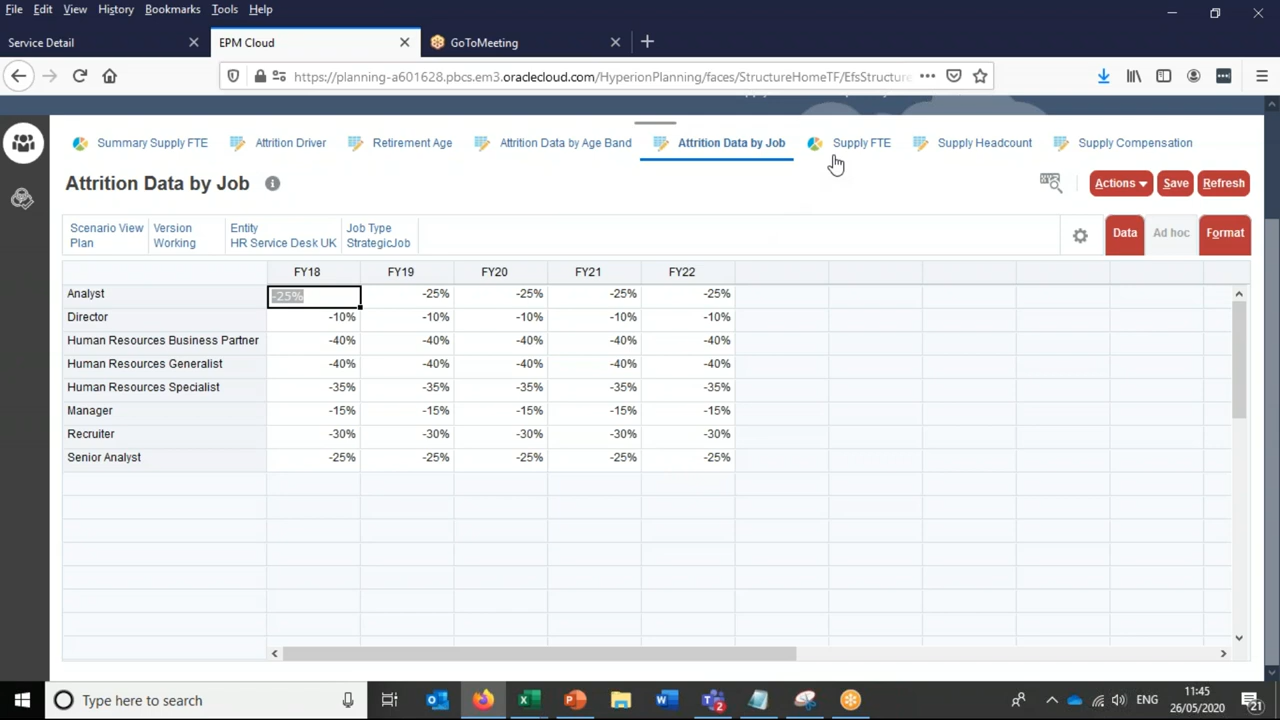 File Edit View History Bookmarks Tools Help
Service Detail EPM Cloud GoToMeeting
https://planning-a601628.pbcs.em3.oraclecloud.com/HyperionPlanning/faces/StructureHomeTF/EfsStructure
Summary Supply FTE Attrition Driver Retirement Age Attrition Data by Age Band Attrition Data by Job Supply FTE Supply Headcount Supply Compensation
Attrition Data by Job Actions Save Refresh
Scenario View Version Entity Job Type
Plan Working HR Service Desk UK StrategicJob
Data Ad hoc Format
FY18 FY19 FY20 FY21 FY22
Analyst -25% -25% -25% -25% -25%
Director -10% -10% -10% -10% -10%
Human Resources Business Partner -40% -40% -40% -40% -40%
Human Resources Generalist -40% -40% -40% -40% -40%
Human Resources Specialist -35% -35% -35% -35% -35%
Manager -15% -15% -15% -15% -15%
Recruiter -30% -30% -30% -30% -30%
Senior Analyst -25% -25% -25% -25% -25%
Type here to search
ENG
11:45
26/05/2020
21